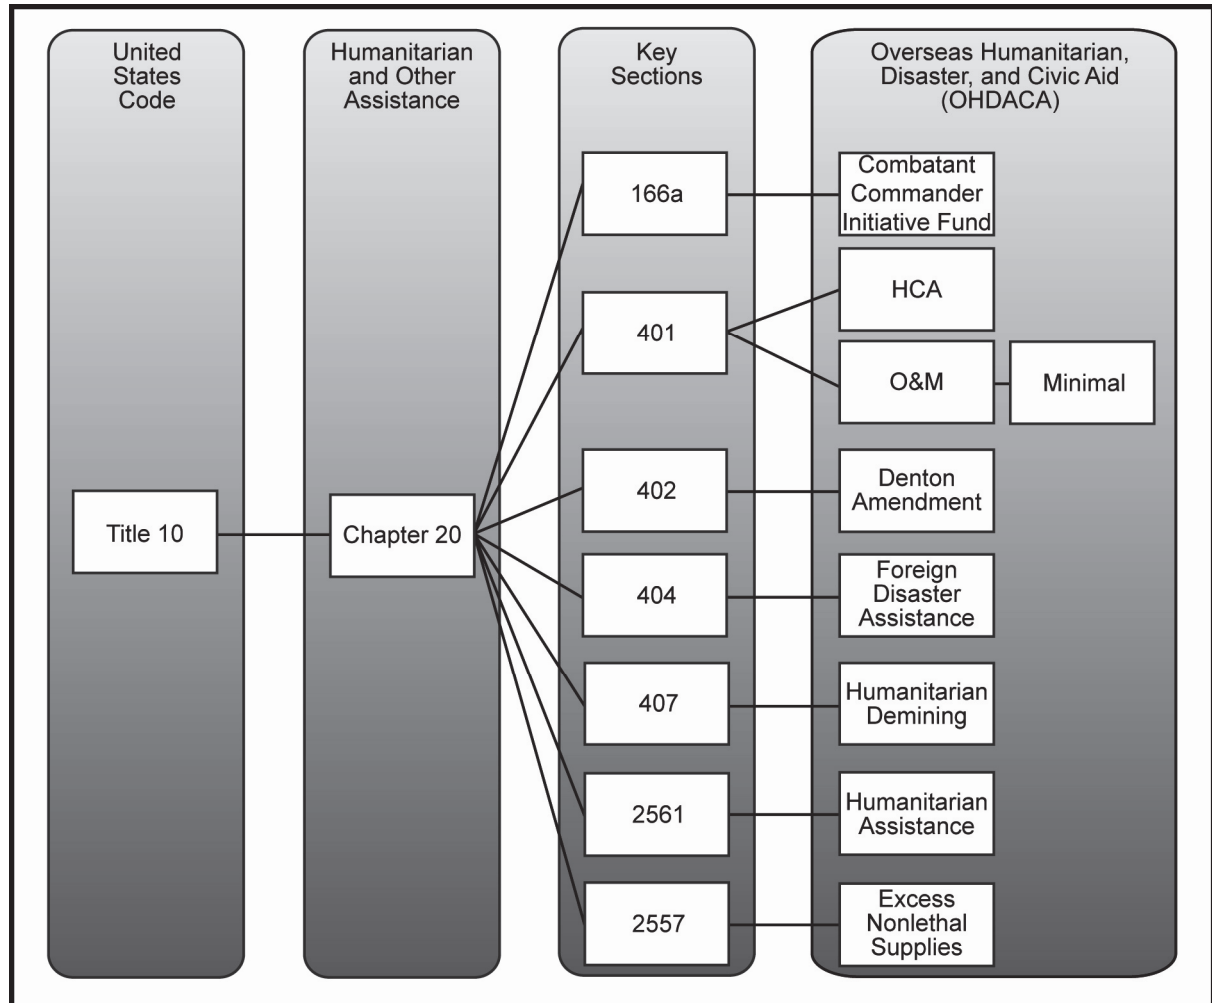 United
States
Code
Humanitarian
and Other
Assistance
Key
Sections
Overseas Humanitarian,
Disaster, and Civic Aid
(OHDACA)
Title 10
Chapter 20
166a
401
402
404
407
2561
2557
Combatant
Commander
Initiative Fund
HCA
O&M
Minimal
Denton
Amendment
Foreign
Disaster
Assistance
Humanitarian
Demining
Humanitarian
Assistance
Excess
Nonlethal
Supplies